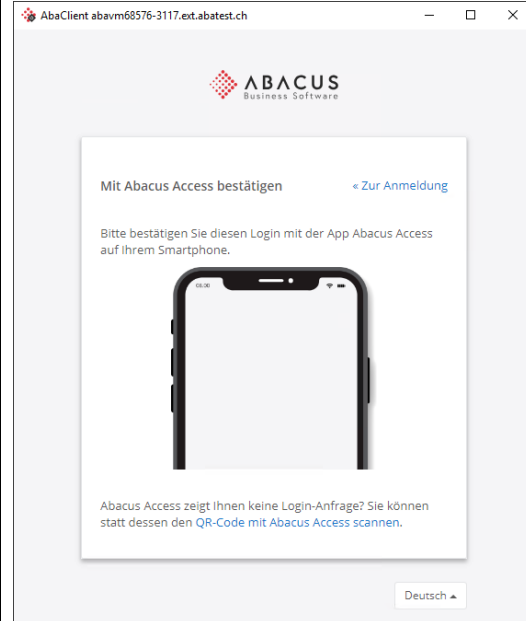 AbaClient abavm68576-3117.ext.abatest.ch
ABACUS
Business Software
Mit Abacus Access bestätigen
« Zur Anmeldung
Bitte bestätigen Sie diesen Login mit der App Abacus Access
auf Ihrem Smartphone.
08:00
Abacus Access zeigt Ihnen keine Login-Anfrage? Sie können
statt dessen den QR-Code mit Abacus Access scannen.
Deutsch